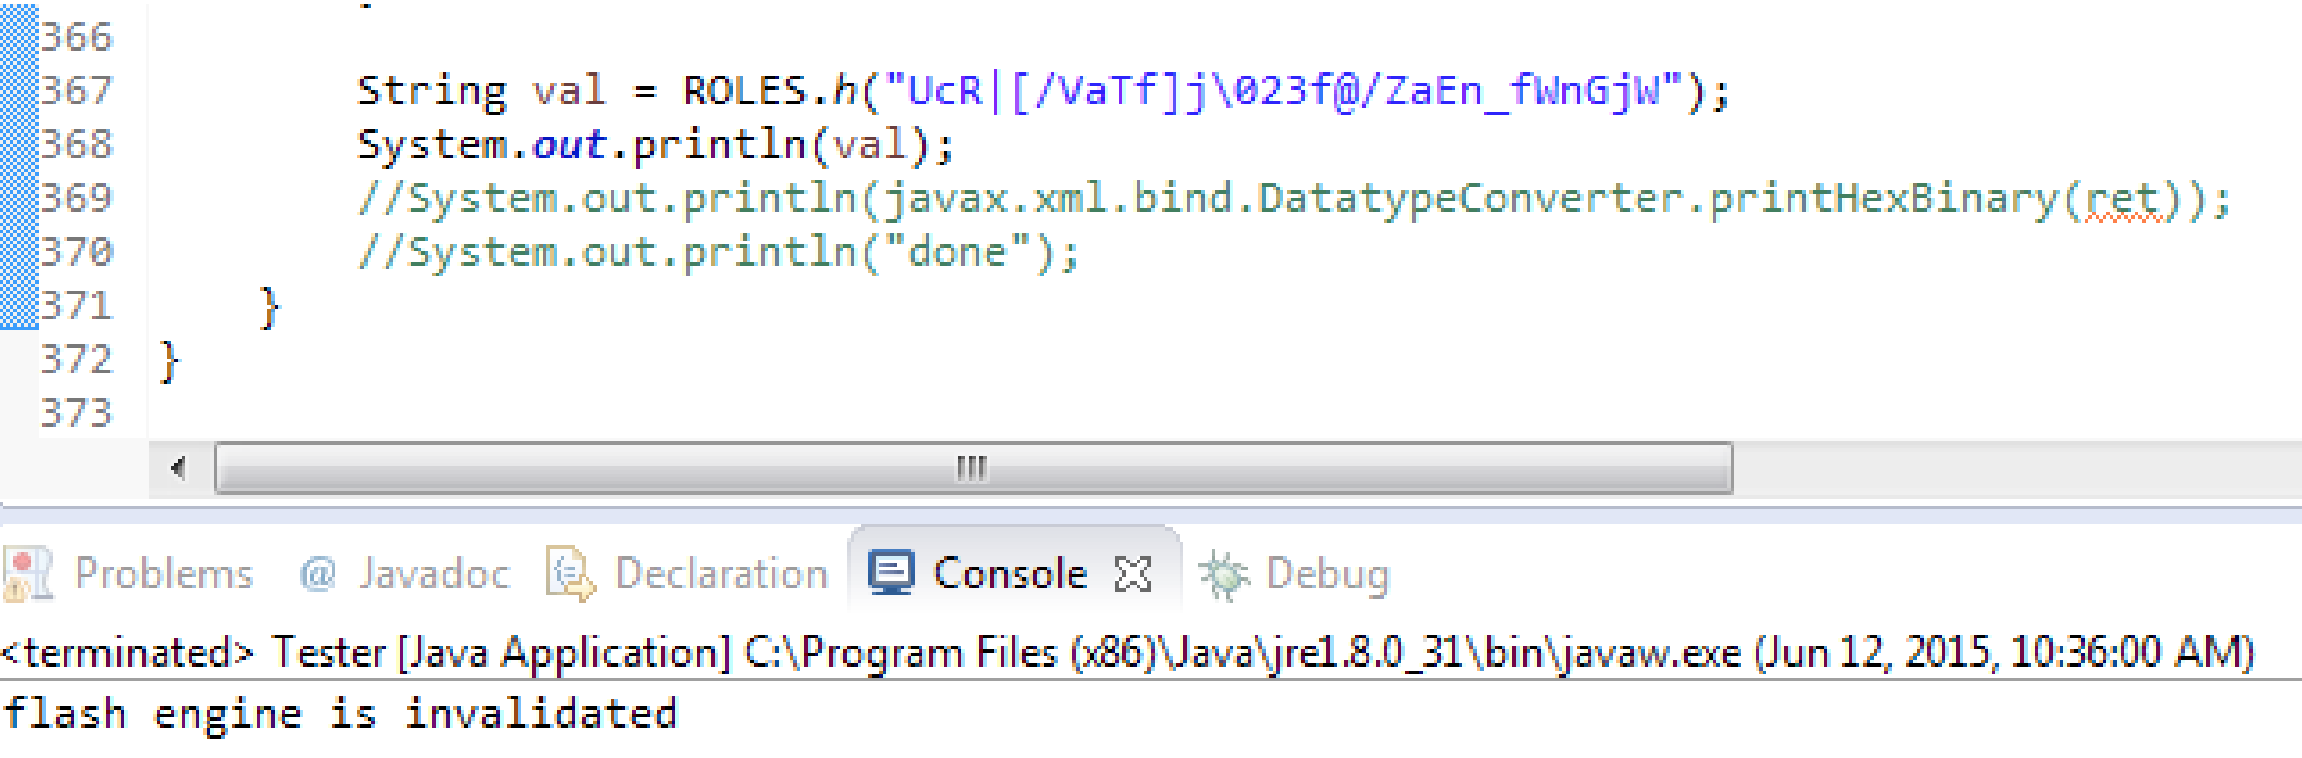 366
367 String val = ROLES.h("UcR|[/VaTf]j\023f@/ZaEn_fWnGjW");
368 System.out.println(val);
369 //System.out.println(javax.xml.bind.DatatypeConverter.printHexBinary(ret));
370 //System.out.println("done");
371 }
372 }
373
Problems @ Javadoc Declaration Console Debug
<terminated> Tester [Java Application] C:\Program Files (x86)\Java\jre1.8.0_31\bin\javaw.exe (Jun 12, 2015, 10:36:00 AM)
flash engine is invalidated